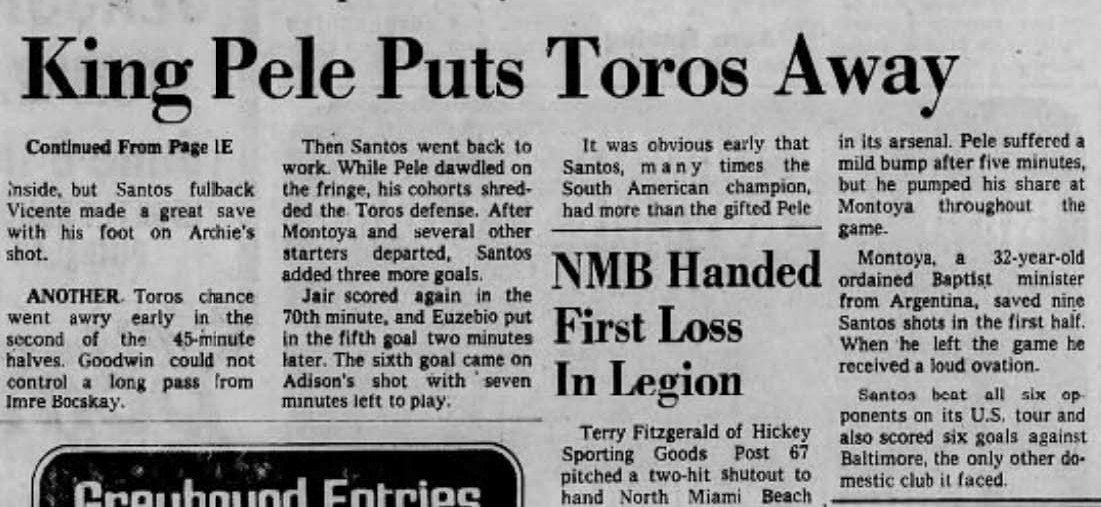 King Pele Puts Toros Away
Continued From Page 1E
inside, but Santos fullback
Vicente made a great save
with his foot on Archie's
shot.
ANOTHER Toros chance
went awry early in the
second of the 45-minute
halves. Goodwin could not
control a long pass from
Imre Bocskay.
Then Santos went back to
work. While Pele dawdled on
the fringe, his cohorts shred-
ded the Toros defense. After
Montoya and several other
starters departed, Santos
added three more goals.
Jair scored again in the
70th minute, and Euzebio put
in the fifth goal two minutes
later. The sixth goal came on
Adison's shot with seven
minutes left to play.
It was obvious early that
Santos, many times the
South American champion,
had more than the gifted Pele
in its arsenal. Pele suffered a
mild bump after five minutes,
but he pumped his share at
Montoya throughout the
game.
Montoya, a 32-year-old
ordained Baptist minister
from Argentina, saved nine
Santos shots in the first half.
When he left the game he
received a loud ovation.
Santos beat all six op-
ponents on its U.S. tour and
also scored six goals against
Baltimore, the only other do-
mestic club it faced.
NMB Handed
First Loss
In Legion
Terry Fitzgerald of Hickey
Sporting Goods Post 67
pitched a two-hit shutout to
hand North Miami Beach
Greyhound Entries